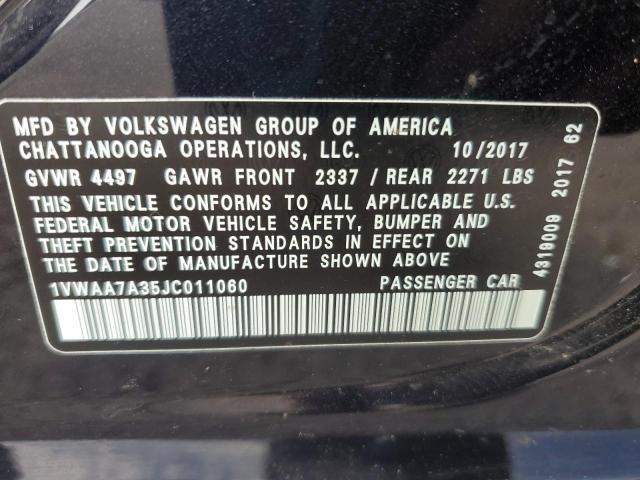 MFD BY VOLKSWAGEN GROUP OF AMERICA
CHATTANOOGA OPERATIONS, LLC. 10/2017
GVWR 4497 GAWR FRONT 2337 / REAR 2271 LBS
THIS VEHICLE CONFORMS TO ALL APPLICABLE U.S.
FEDERAL MOTOR VEHICLE SAFETY, BUMPER AND
THEFT PREVENTION STANDARDS IN EFFECT ON
THE DATE OF MANUFACTURE SHOWN ABOVE
1VWAA7A35JC011060 PASSENGER CAR
4319009 2017 62